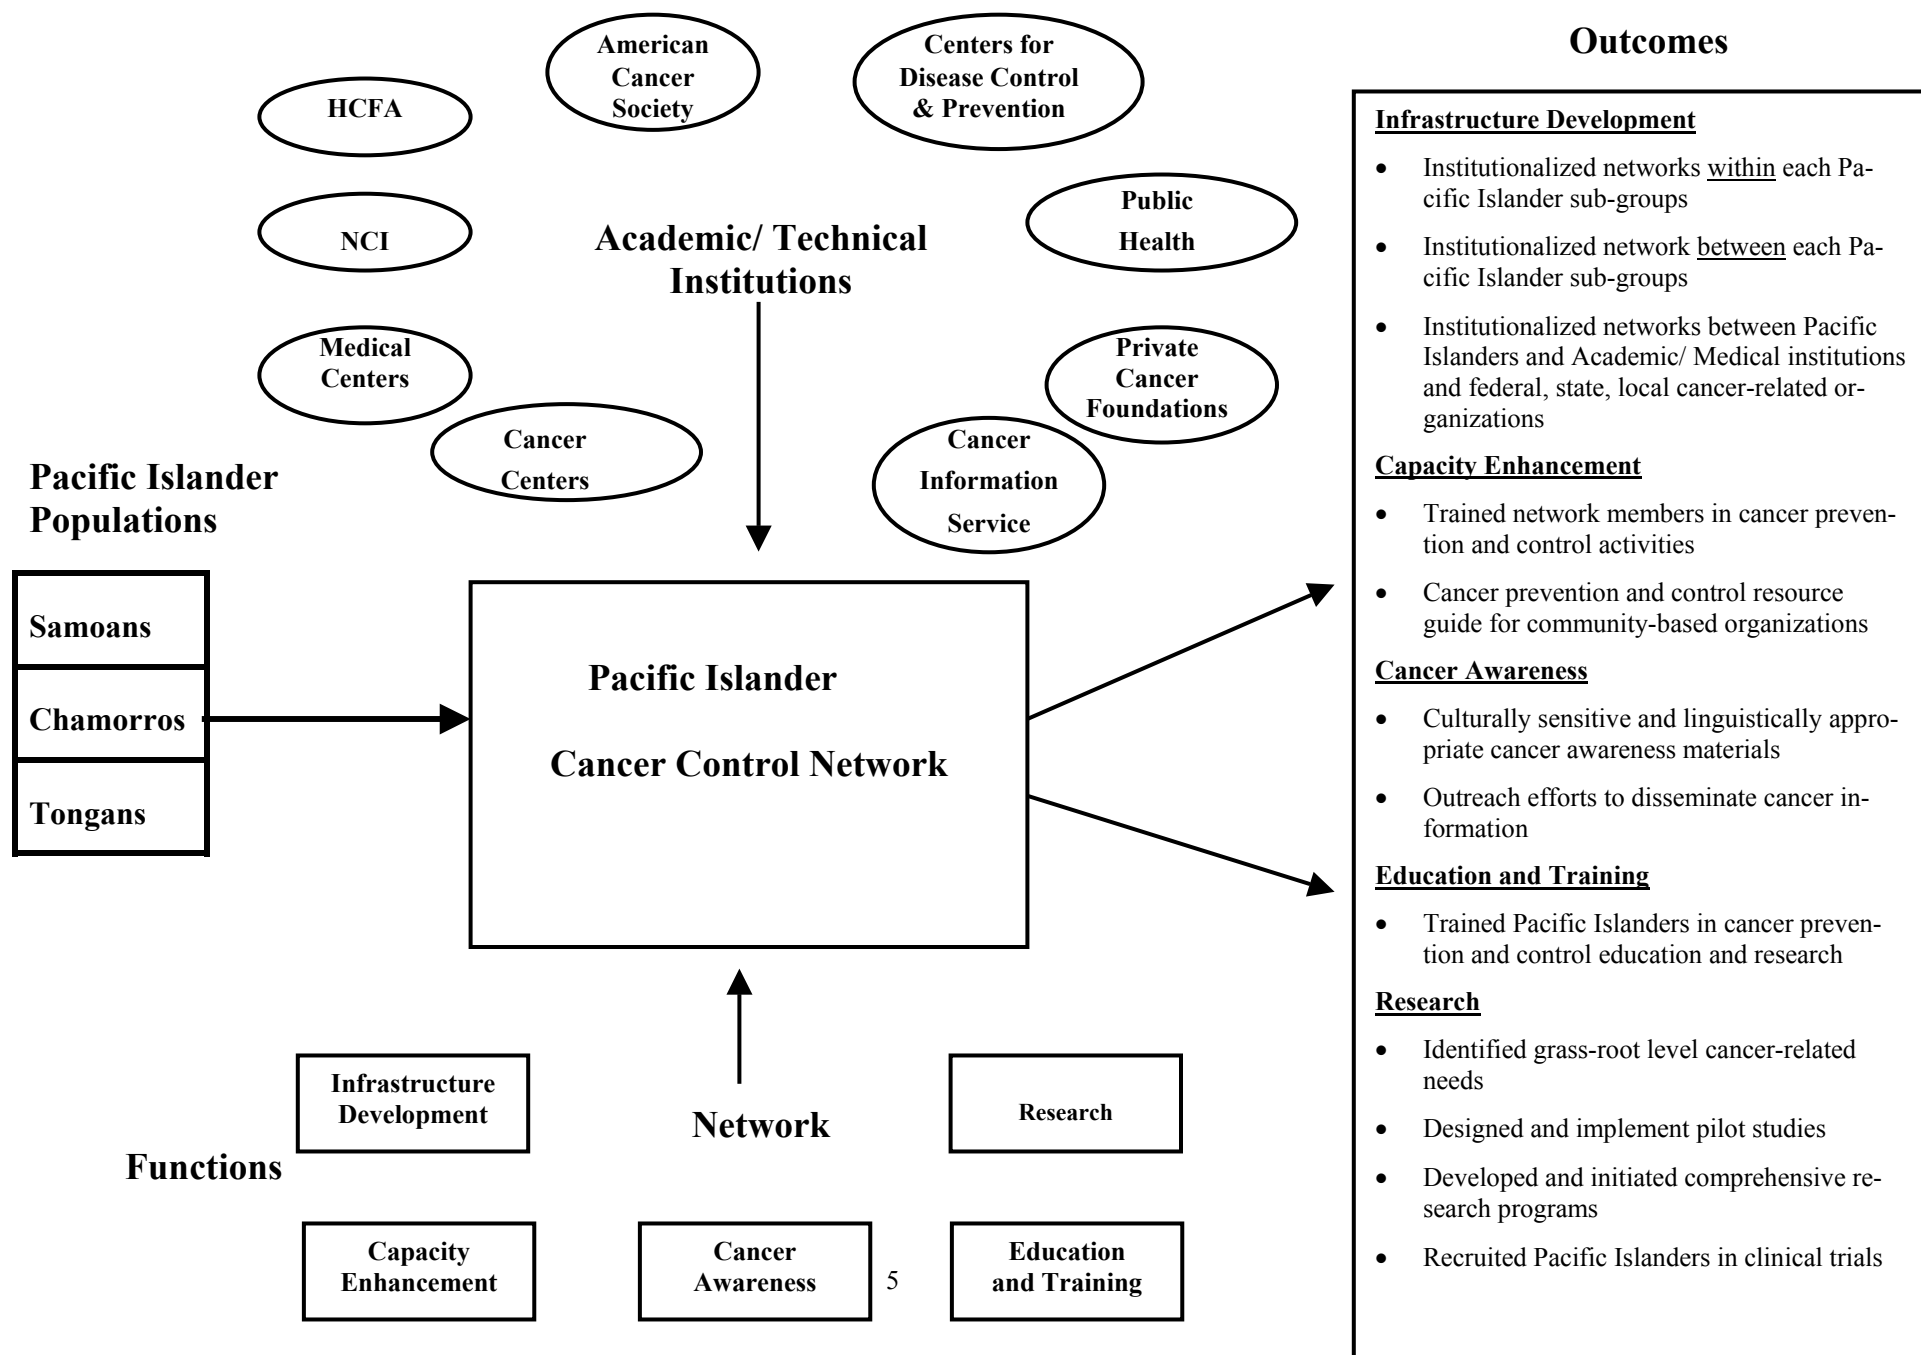 American
Cancer
Society
Centers for
Disease Control
& Prevention
HCFA
NCI
Public
Health
Academic/ Technical
Institutions
Medical
Centers
Private
Cancer
Foundations
Cancer
Centers
Cancer
Information
Service
Pacific Islander
Populations
Samoans
Chamorros
Tongans
Pacific Islander
Cancer Control Network
Infrastructure
Development
Network
Research
Functions
Capacity
Enhancement
Cancer
Awareness
5
Education
and Training
Outcomes
Infrastructure Development
• Institutionalized networks within each Pa-
cific Islander sub-groups
• Institutionalized network between each Pa-
cific Islander sub-groups
• Institutionalized networks between Pacific
Islanders and Academic/ Medical institutions
and federal, state, local cancer-related or-
ganizations
Capacity Enhancement
• Trained network members in cancer preven-
tion and control activities
• Cancer prevention and control resource
guide for community-based organizations
Cancer Awareness
• Culturally sensitive and linguistically appro-
priate cancer awareness materials
• Outreach efforts to disseminate cancer in-
formation
Education and Training
• Trained Pacific Islanders in cancer preven-
tion and control education and research
Research
• Identified grass-root level cancer-related
needs
• Designed and implement pilot studies
• Developed and initiated comprehensive re-
search programs
• Recruited Pacific Islanders in clinical trials